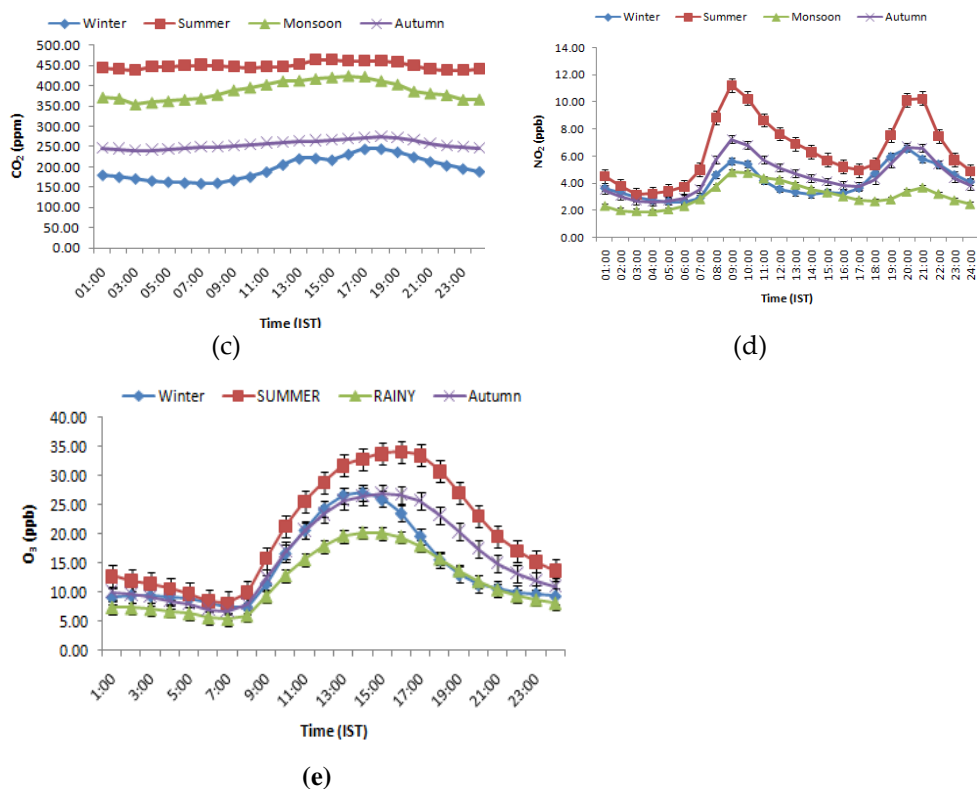 Winter Summer Monsoon Autumn
500.00
450.00
400.00
350.00
300.00
250.00
200.00
150.00
100.00
50.00
0.00
CO2 (ppm)
01:00 03:00 05:00 07:00 09:00 11:00 13:00 15:00 17:00 19:00 21:00 23:00
Time (IST)
(c)
Winter Summer Monsoon Autumn
14.00
12.00
10.00
8.00
6.00
4.00
2.00
0.00
NO2 (ppb)
01:00 02:00 03:00 04:00 05:00 06:00 07:00 08:00 09:00 10:00 11:00 12:00 13:00 14:00 15:00 16:00 17:00 18:00 19:00 20:00 21:00 22:00 23:00 24:00
Time (IST)
(d)
Winter SUMMER RAINY Autumn
40.00
35.00
30.00
25.00
20.00
15.00
10.00
5.00
0.00
O3 (ppb)
1:00 3:00 5:00 7:00 9:00 11:00 13:00 15:00 17:00 19:00 21:00 23:00
Time (IST)
(e)